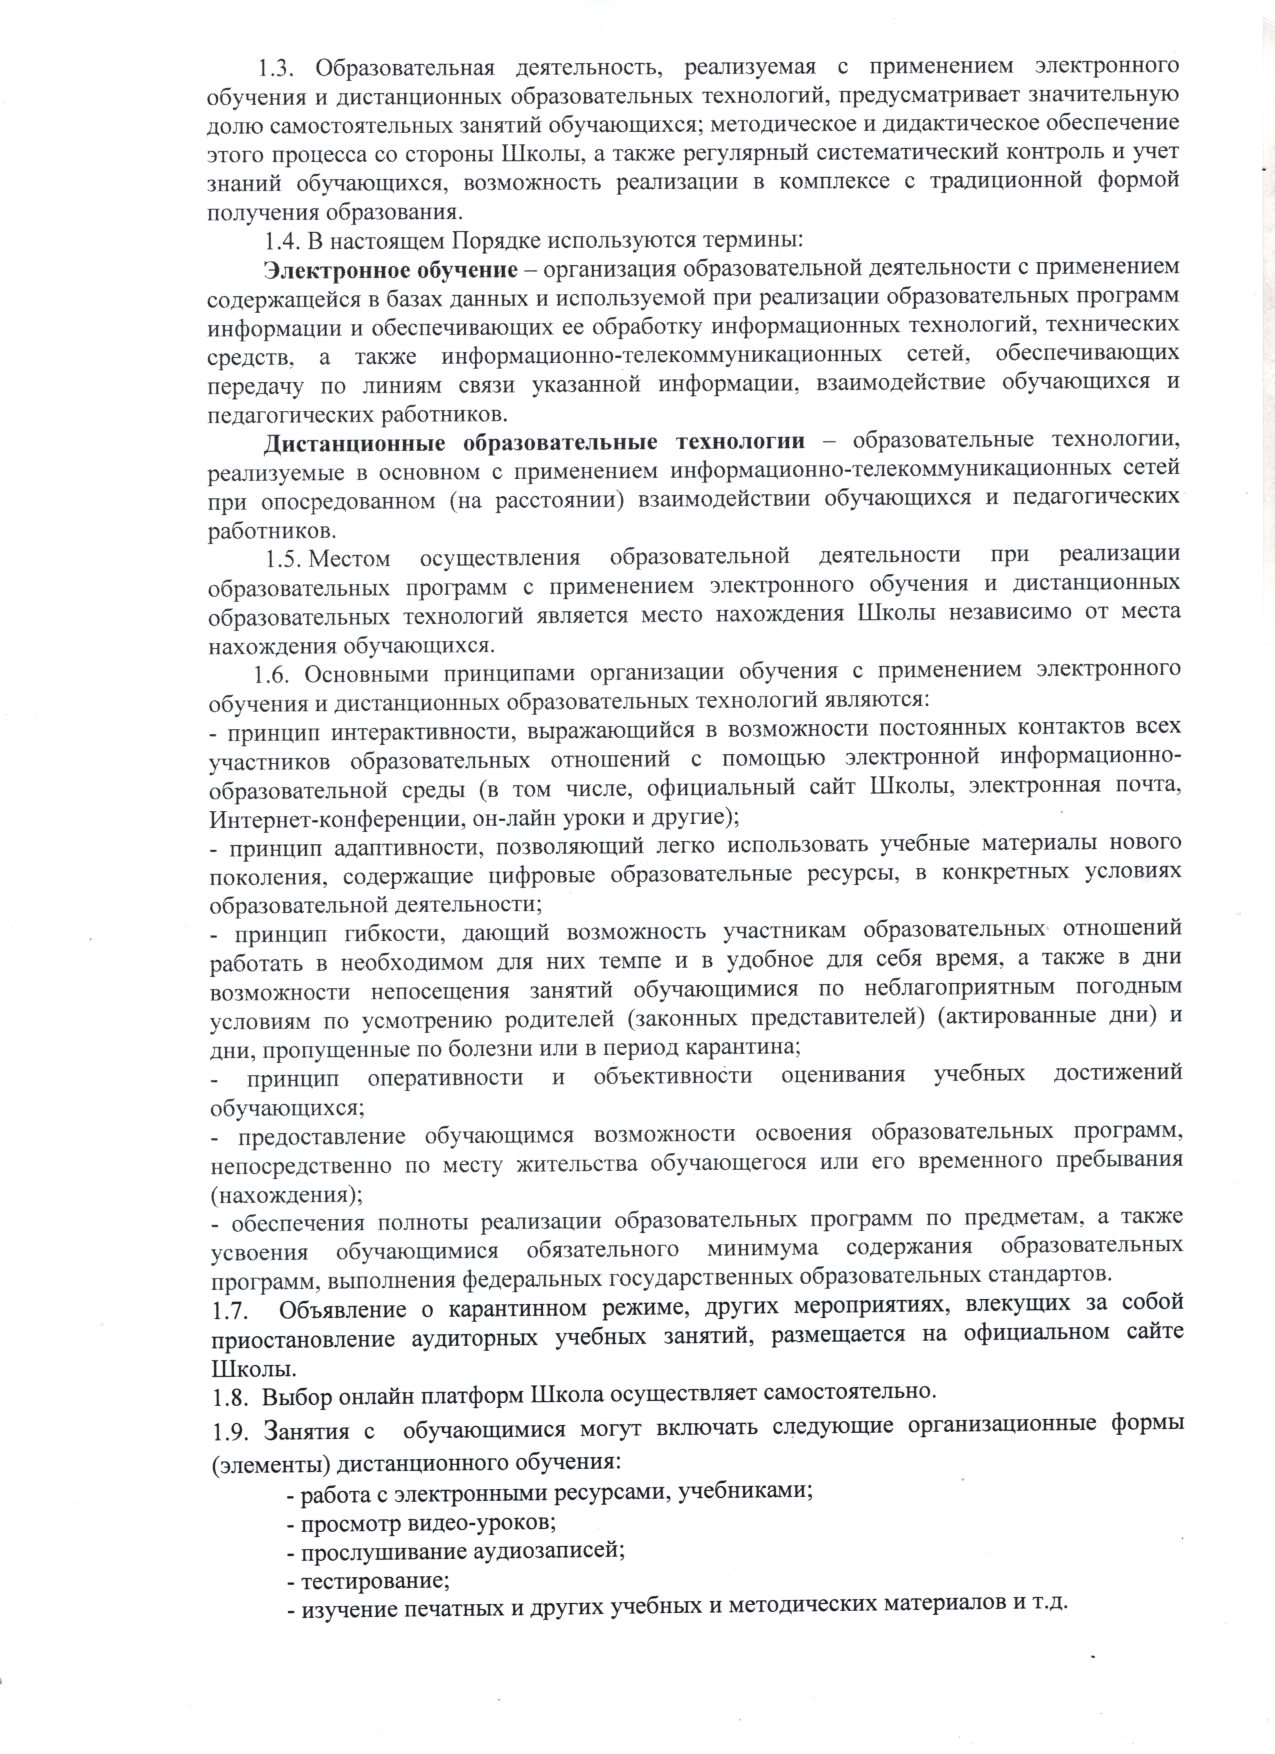 1.3. Образовательная деятельность, реализуемая с применением электронного
обучения и дистанционных образовательных технологий, предусматривает значительную
долю самостоятельных занятий обучающихся; методическое и дидактическое обеспечение
этого процесса со стороны Школы, а также регулярный систематический контроль и учет
знаний обучающихся, возможность реализации в комплексе с традиционной формой
получения образования.
1.4. В настоящем Порядке используются термины:
Электронное обучение – организация образовательной деятельности с применением
содержащейся в базах данных и используемой при реализации образовательных программ
информации и обеспечивающих ее обработку информационных технологий, технических
средств, а также информационно-телекоммуникационных сетей, обеспечивающих
передачу по линиям связи указанной информации, взаимодействие обучающихся и
педагогических работников.
Дистанционные образовательные технологии – образовательные технологии,
реализуемые в основном с применением информационно-телекоммуникационных сетей
при опосредованном (на расстоянии) взаимодействии обучающихся и педагогических
работников.
1.5. Местом осуществления образовательной деятельности при реализации
образовательных программ с применением электронного обучения и дистанционных
образовательных технологий является место нахождения Школы независимо от места
нахождения обучающихся.
1.6. Основными принципами организации обучения с применением электронного
обучения и дистанционных образовательных технологий являются:
- принцип интерактивности, выражающийся в возможности постоянных контактов всех
участников образовательных отношений с помощью электронной информационно-
образовательной среды (в том числе, официальный сайт Школы, электронная почта,
Интернет-конференции, он-лайн уроки и другие);
- принцип адаптивности, позволяющий легко использовать учебные материалы нового
поколения, содержащие цифровые образовательные ресурсы, в конкретных условиях
образовательной деятельности;
- принцип гибкости, дающий возможность участникам образовательных отношений
работать в необходимом для них темпе и в удобное для себя время, а также в дни
возможности непосещения занятий обучающимися по неблагоприятным погодным
условиям по усмотрению родителей (законных представителей) (актированные дни) и
дни, пропущенные по болезни или в период карантина;
- принцип оперативности и объективности оценивания учебных достижений
обучающихся;
- предоставление обучающимся возможности освоения образовательных программ,
непосредственно по месту жительства обучающегося или его временного пребывания
(нахождения);
- обеспечения полноты реализации образовательных программ по предметам, а также
усвоения обучающимися обязательного минимума содержания образовательных
программ, выполнения федеральных государственных образовательных стандартов.
1.7. Объявление о карантинном режиме, других мероприятиях, влекущих за собой
приостановление аудиторных учебных занятий, размещается на официальном сайте
Школы.
1.8. Выбор онлайн платформ Школа осуществляет самостоятельно.
1.9. Занятия с обучающимися могут включать следующие организационные формы
(элементы) дистанционного обучения:
- работа с электронными ресурсами, учебниками;
- просмотр видео-уроков;
- прослушивание аудиозаписей;
- тестирование;
- изучение печатных и других учебных и методических материалов и т.д.